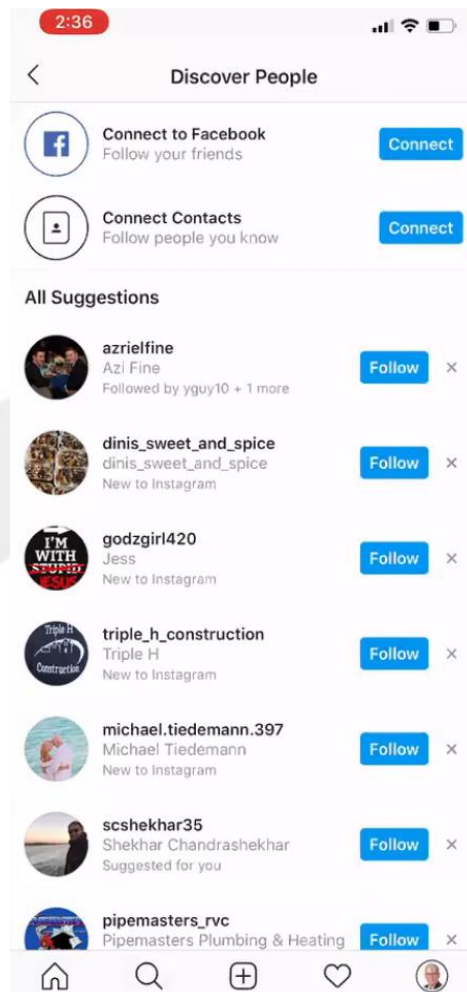 2:36
Discover People
Connect to Facebook
Follow your friends
Connect
Connect Contacts
Follow people you know
Connect
All Suggestions
azrielfine
Azi Fine
Followed by yguy10 + 1 more
Follow
dinis_sweet_and_spice
dinis_sweet_and_spice
New to Instagram
Follow
I'M
WITH
STUPID
JESUS
godzgirl420
Jess
New to Instagram
Follow
Triple H
Construction
triple_h_construction
Triple H
New to Instagram
Follow
michael.tiedemann.397
Michael Tiedemann
New to Instagram
Follow
scshekhar35
Shekhar Chandrashekhar
Suggested for you
Follow
pipemasters_rvc
Pipemasters Plumbing & Heating
Follow